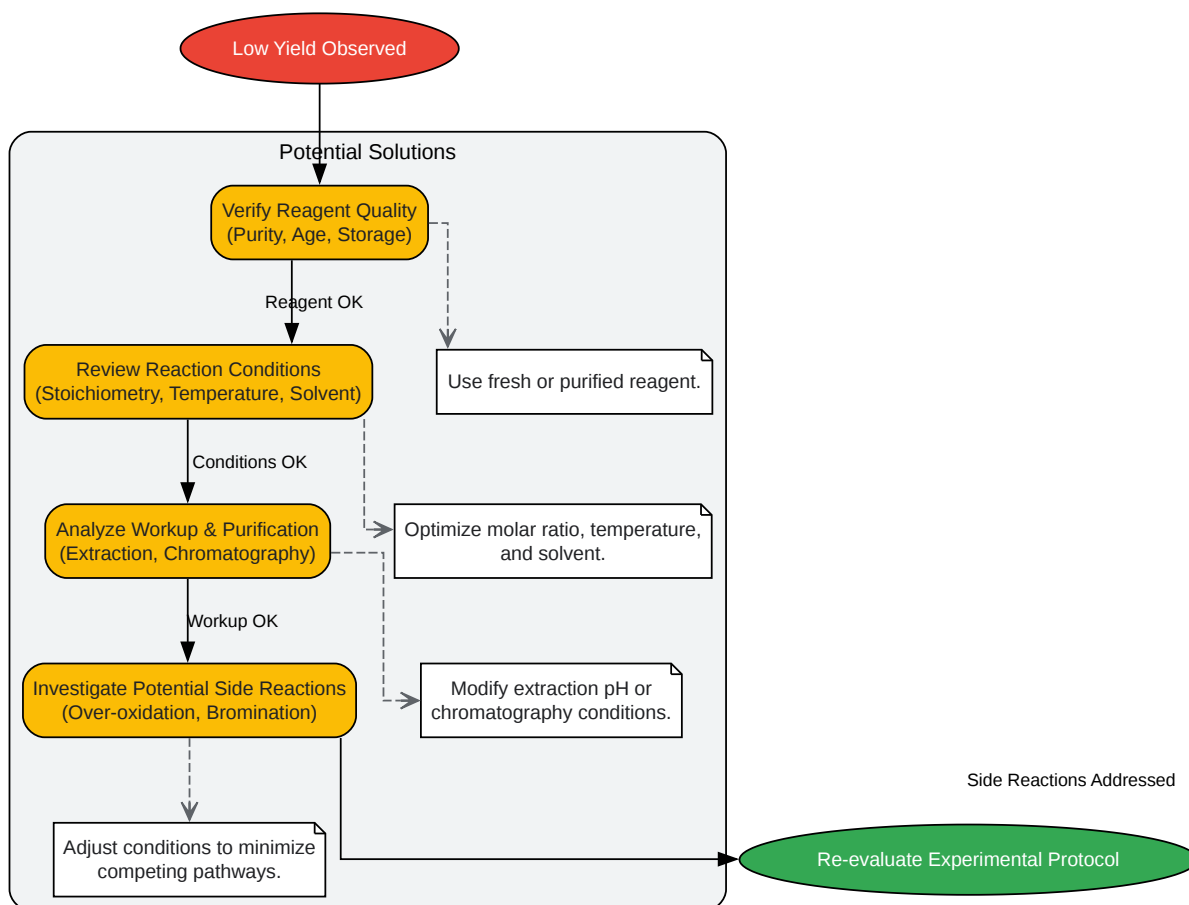 Low Yield Observed
Potential Solutions
Verify Reagent Quality
(Purity, Age, Storage)
Reagent OK
Review Reaction Conditions
(Stoichiometry, Temperature, Solvent)
Use fresh or purified reagent.
Conditions OK
Analyze Workup & Purification
(Extraction, Chromatography)
Optimize molar ratio, temperature,
and solvent.
Workup OK
Investigate Potential Side Reactions
(Over-oxidation, Bromination)
Modify extraction pH or
chromatography conditions.
Side Reactions Addressed
Adjust conditions to minimize
competing pathways.
Re-evaluate Experimental Protocol